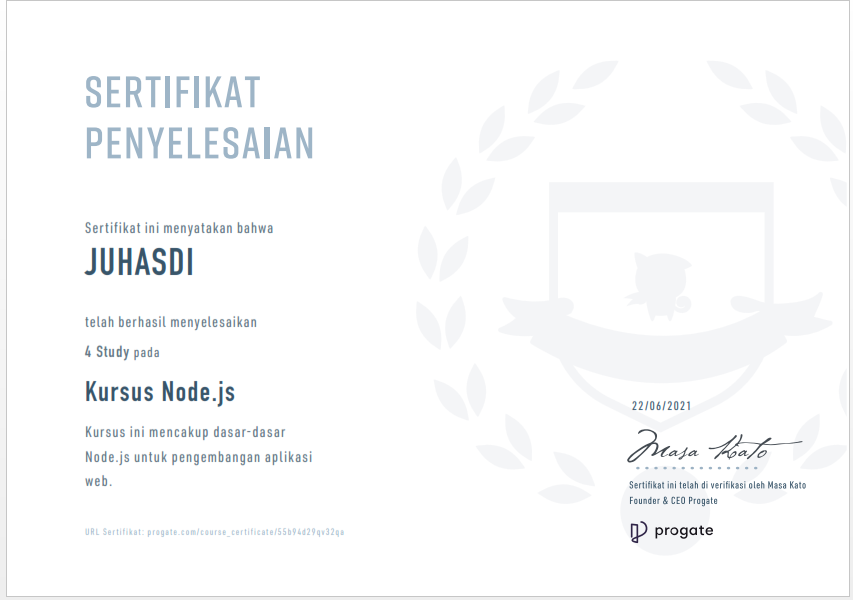 SERTIFIKAT
PENYELESAIAN
Sertifikat ini menyatakan bahwa
JUHASDI
telah berhasil menyelesaikan
4 Study pada
Kursus Node.js
Kursus ini mencakup dasar-dasar
Node.js untuk pengembangan aplikasi
web.
22/06/2021
Masa Kato
Sertifikat ini telah di verifikasi oleh Masa Kato
Founder & CEO Progate
URL Sertifikat: progate.com/course_certificate/55b94d29qv32qa
progate